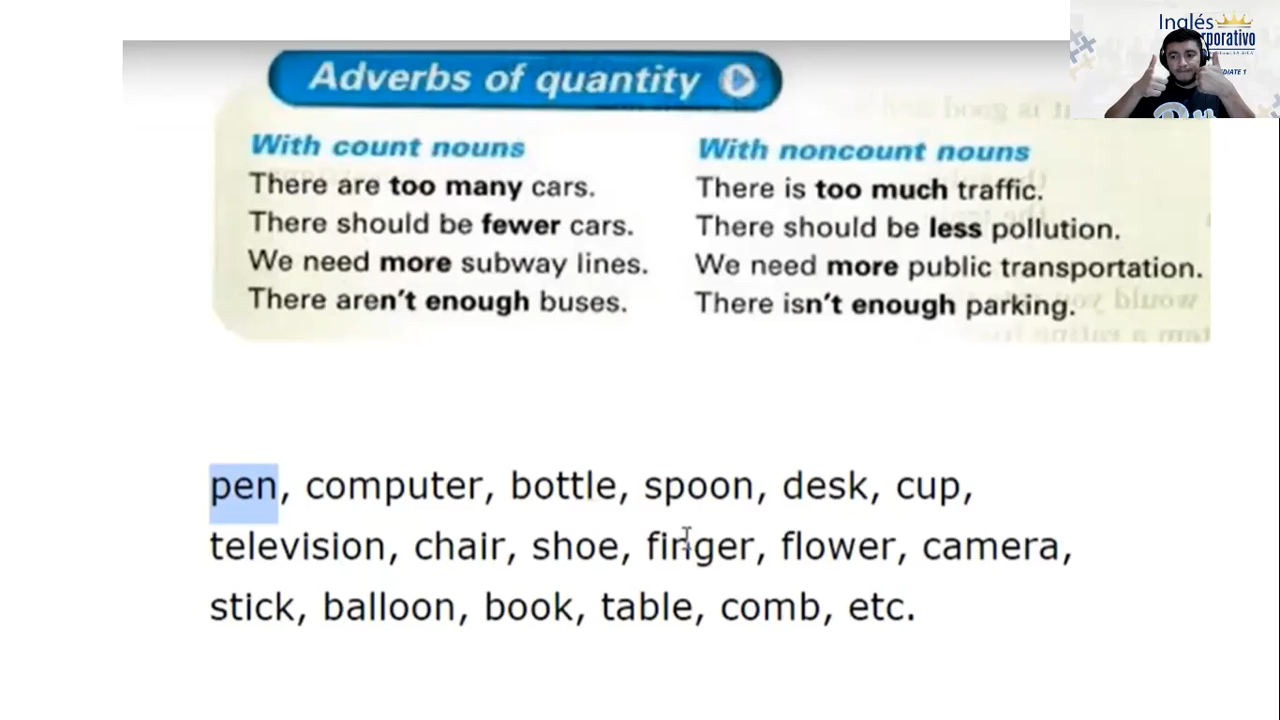 Inglés
rporativo
DIATE 1
Adverbs of quantity
With count nouns
There are too many cars.
There should be fewer cars.
We need more subway lines.
There aren't enough buses.
With noncount nouns
There is too much traffic.
There should be less pollution.
We need more public transportation.
There isn't enough parking.
pen, computer, bottle, spoon, desk, cup,
television, chair, shoe, finger, flower, camera,
stick, balloon, book, table, comb, etc.